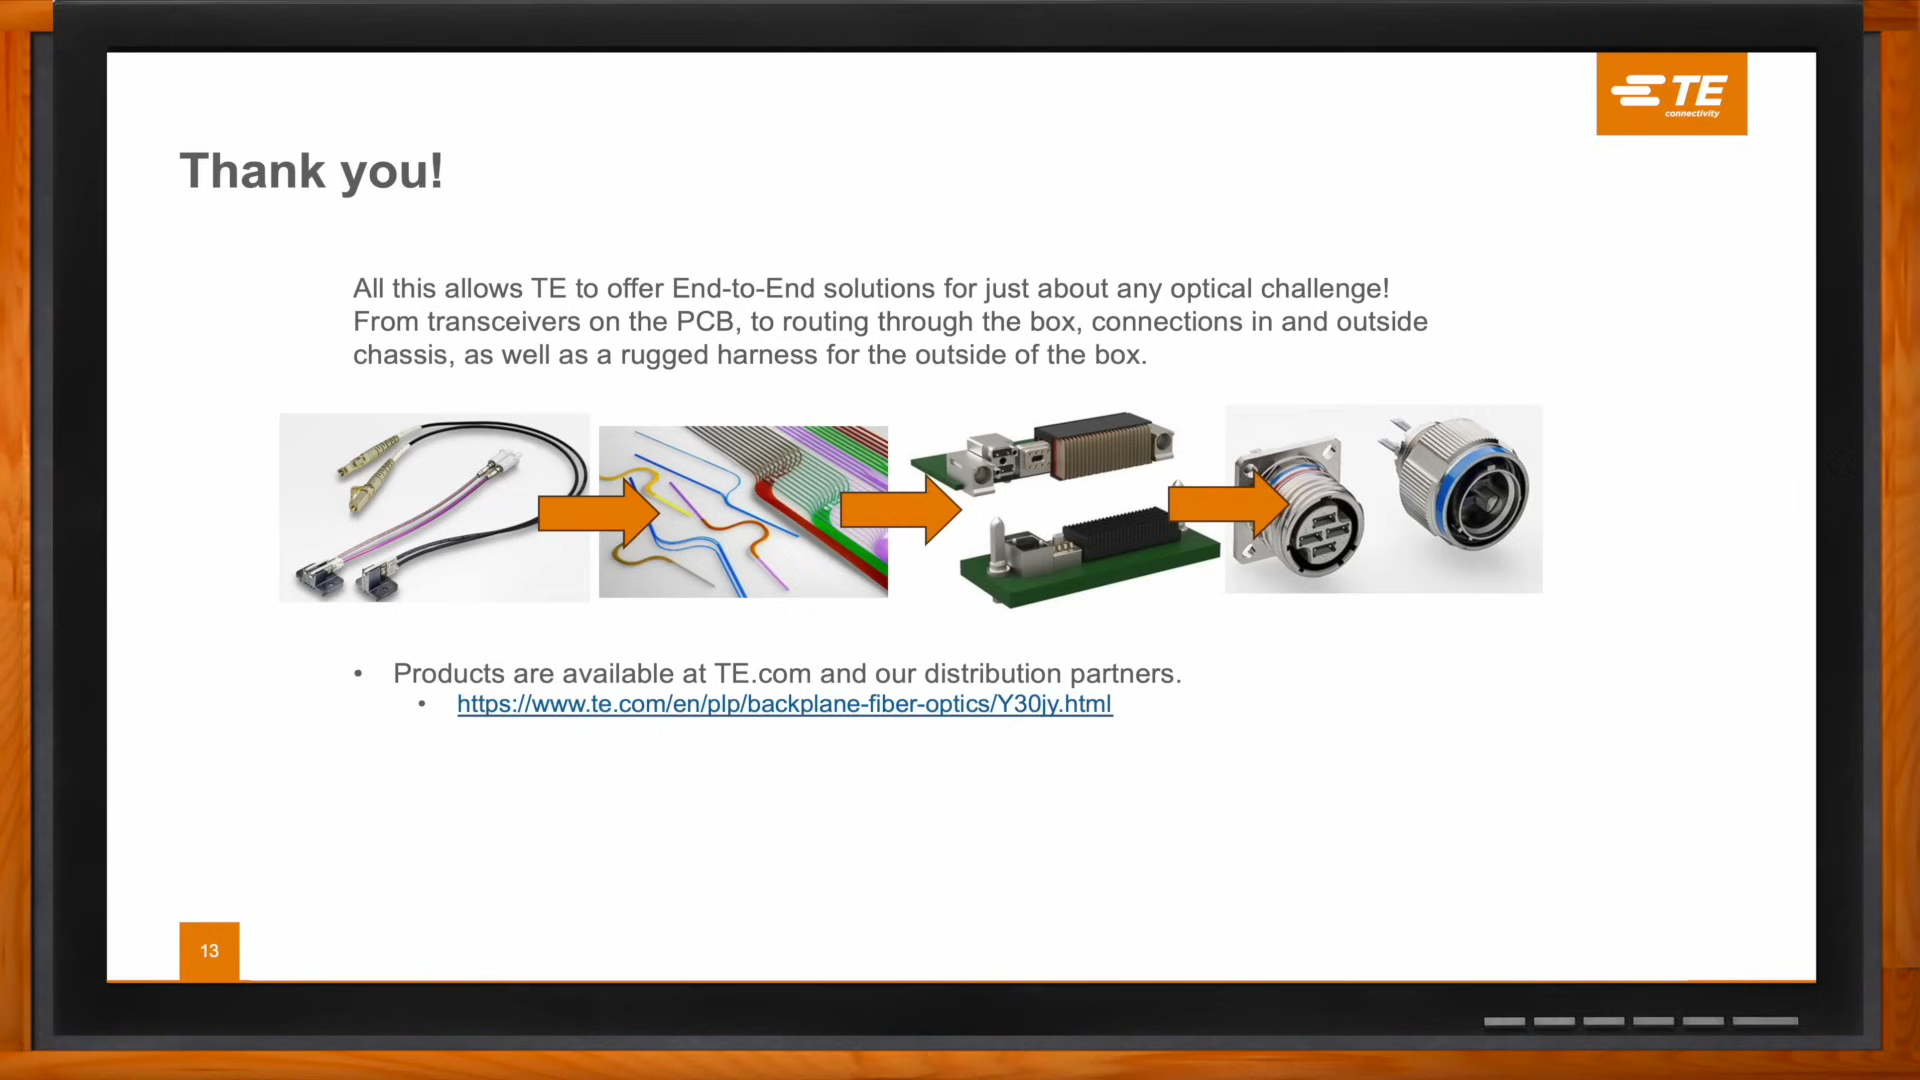 TE
connectivity
Thank you!
All this allows TE to offer End-to-End solutions for just about any optical challenge!
From transceivers on the PCB, to routing through the box, connections in and outside
chassis, as well as a rugged harness for the outside of the box.
• Products are available at TE.com and our distribution partners.
• https://www.te.com/en/plp/backplane-fiber-optics/Y30jy.html
13